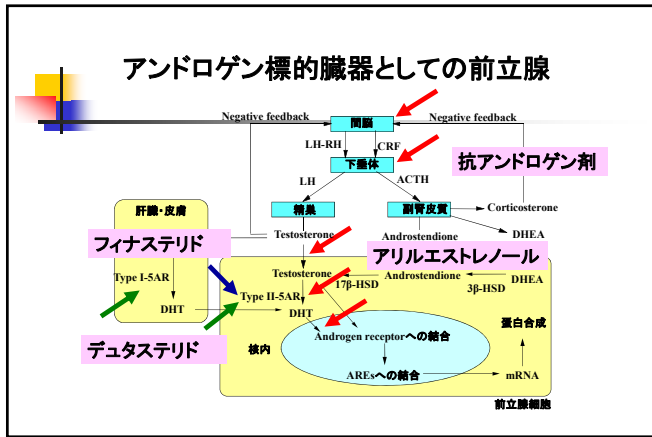 アンドロゲン標的臓器としての前立腺
Negative feedback
間脳
Negative feedback
LH-RH
CRF
下垂体
抗アンドロゲン剤
LH
ACTH
肝臓・皮膚
精巣
副腎皮質
Corticosterone
フィナステリド
Testosterone
Androstendione
DHEA
アリルエストレノール
Type I-5AR
Testosterone
17β-HSD
Androstendione
3β-HSD
DHEA
Type II-5AR
DHT
DHT
蛋白合成
デュタステリド
核内
Androgen receptorへの結合
AREsへの結合
mRNA
前立腺細胞